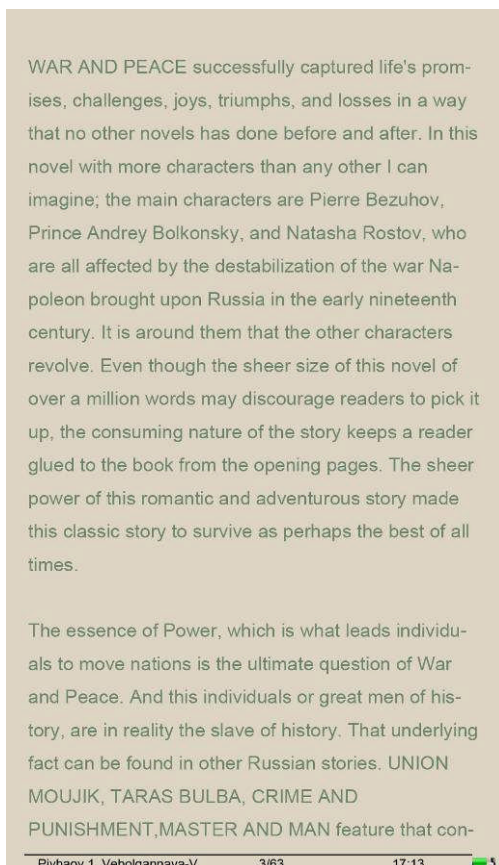 WAR AND PEACE successfully captured life's prom-
ises, challenges, joys, triumphs, and losses in a way
that no other novels has done before and after. In this
novel with more characters than any other I can
imagine; the main characters are Pierre Bezuhov,
Prince Andrey Bolkonsky, and Natasha Rostov, who
are all affected by the destabilization of the war Na-
poleon brought upon Russia in the early nineteenth
century. It is around them that the other characters
revolve. Even though the sheer size of this novel of
over a million words may discourage readers to pick it
up, the consuming nature of the story keeps a reader
glued to the book from the opening pages. The sheer
power of this romantic and adventurous story made
this classic story to survive as perhaps the best of all
times.
The essence of Power, which is what leads individu-
als to move nations is the ultimate question of War
and Peace. And this individuals or great men of his-
tory, are in reality the slave of history. That underlying
fact can be found in other Russian stories. UNION
MOUJIK, TARAS BULBA, CRIME AND
PUNISHMENT,MASTER AND MAN feature that con-
3/63 17:13